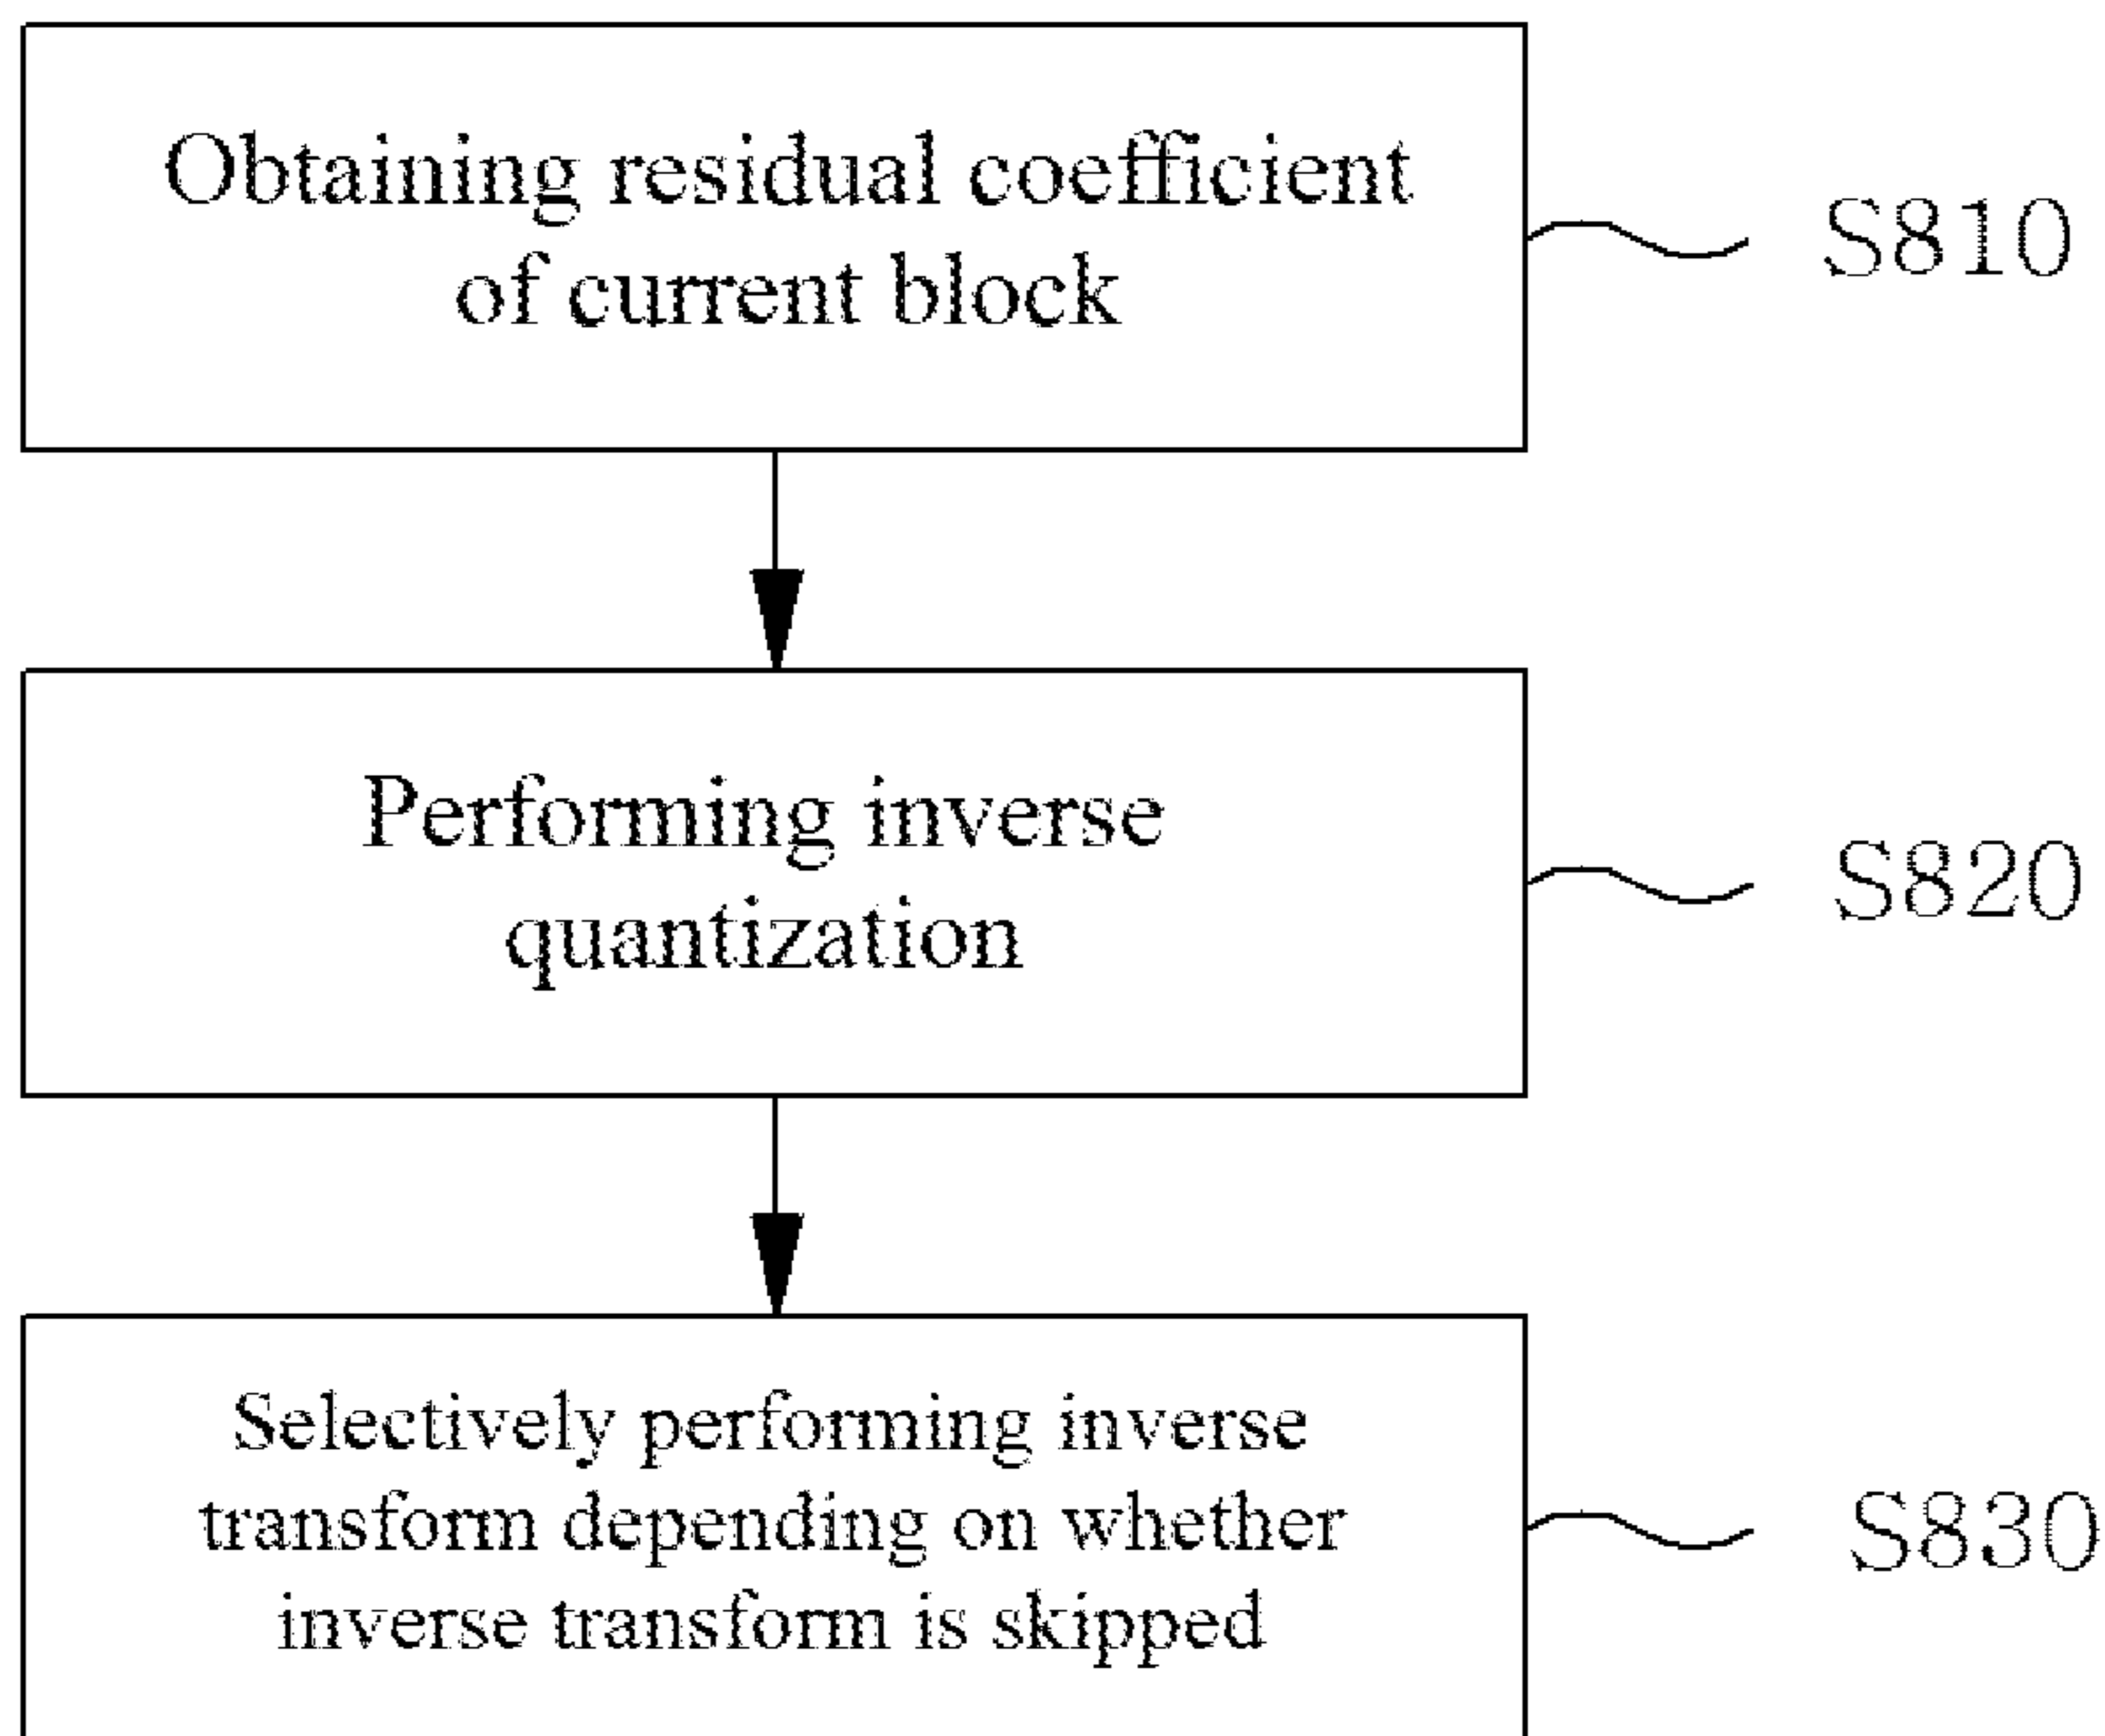 Obtaining residual coefficient
of current block
S810
Performing inverse
quantization
S820
Selectively performing inverse
transform depending on whether
inverse transform is skipped
S830